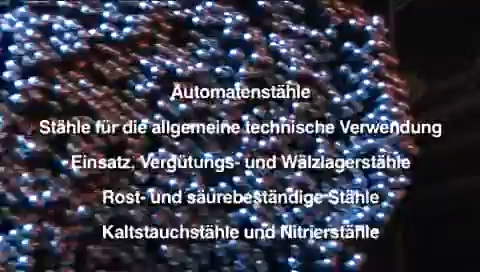 Automatenstähle
Stähle für die allgemeine technische Verwendung
Einsatz, Vergütungs- und Wälzlagerstähle
Rost- und säurebeständige Stähle
Kaltstauchstähle und Nitrierstähle